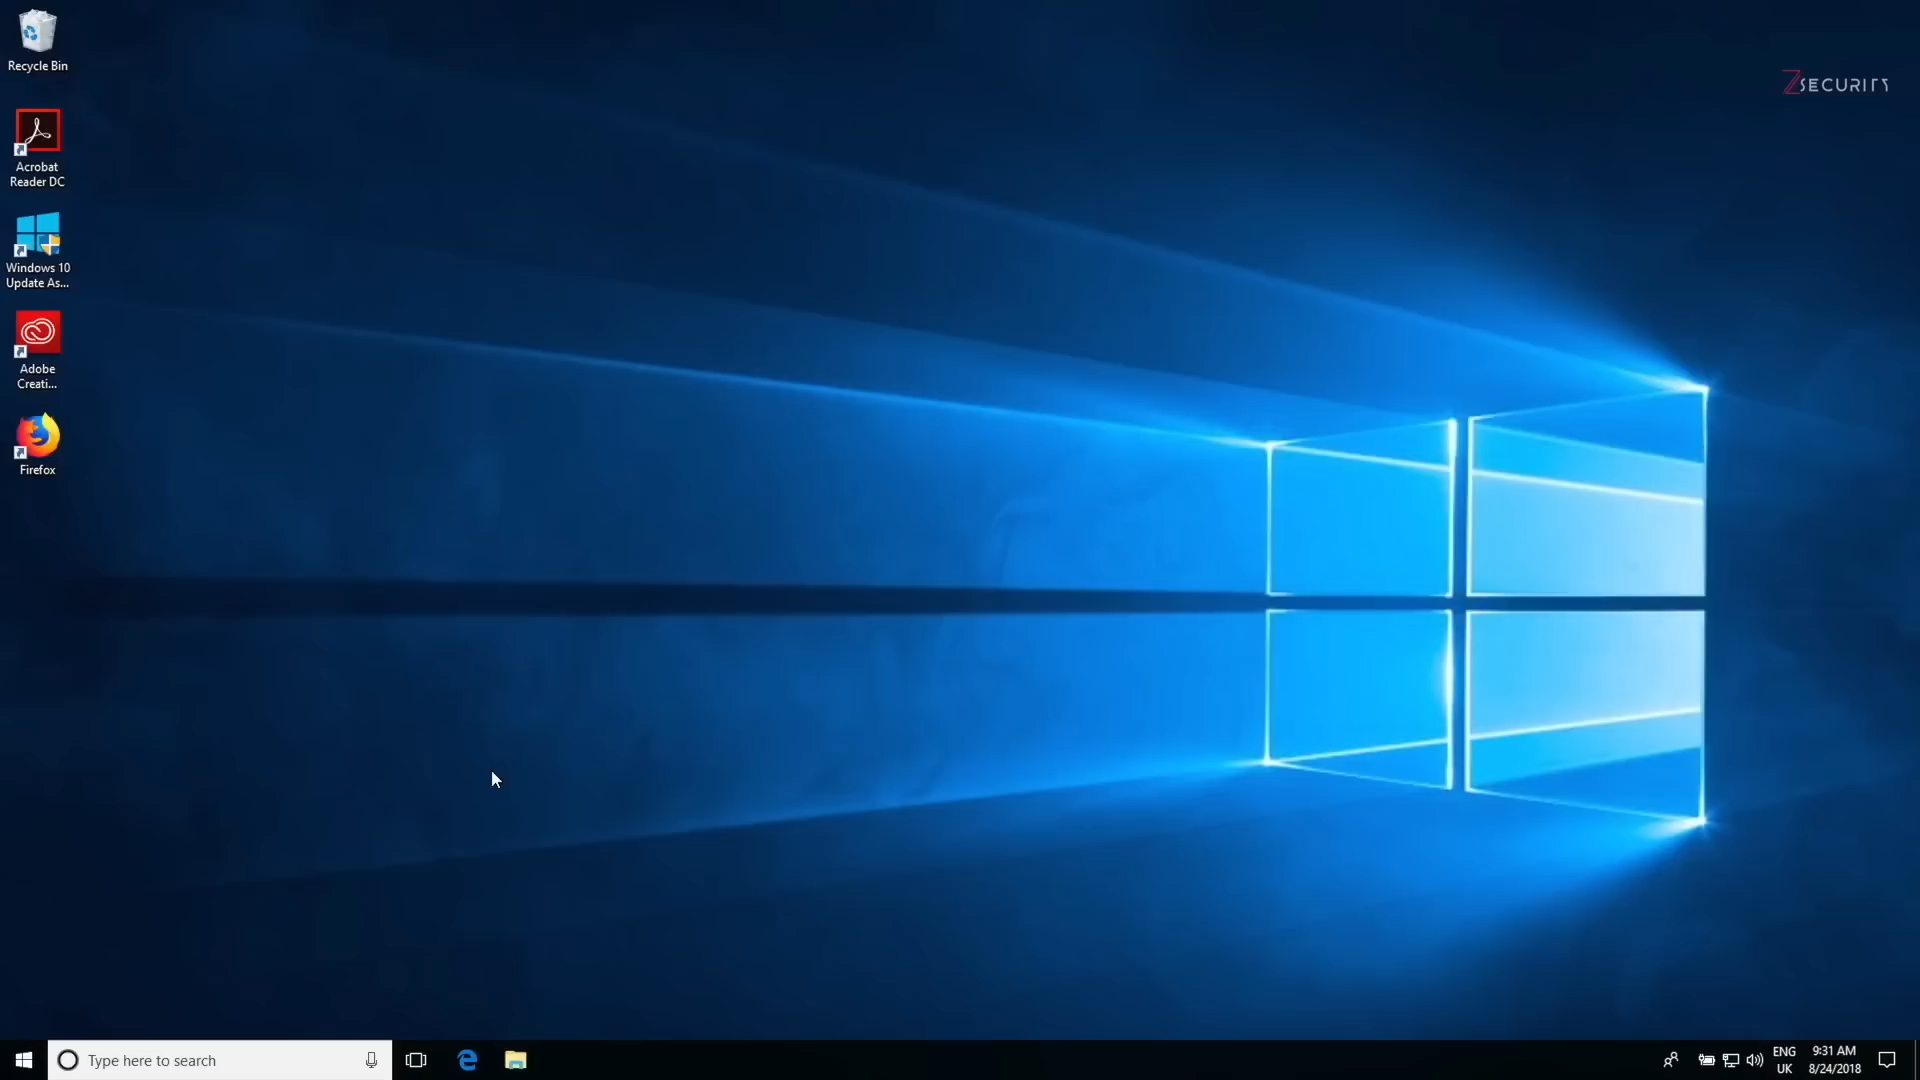 Recycle Bin
ZSECURITY
Acrobat
Reader DC
Windows 10
Update As...
Adobe
Creati...
Firefox
Type here to search
ENG
UK
9:31 AM
8/24/2018